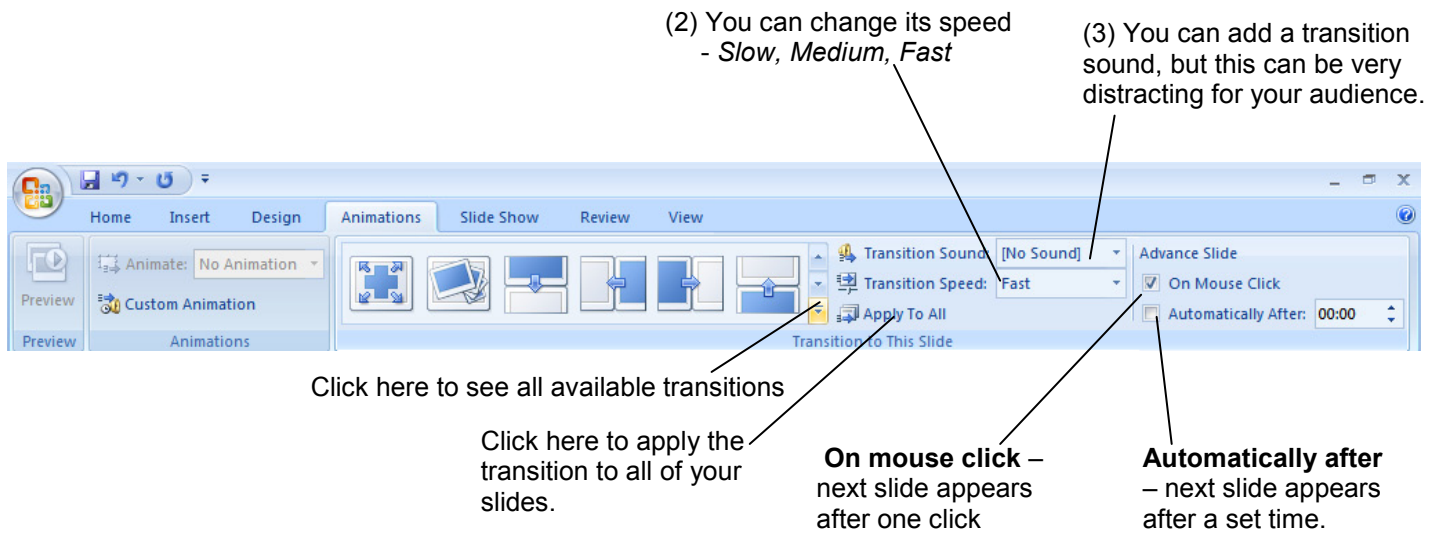 (2) You can change its speed
- Slow, Medium, Fast
(3) You can add a transition
sound, but this can be very
distracting for your audience.
Home Insert Design Animations Slide Show Review View
Animate: No Animation
Custom Animation
Preview
Preview
Animations
Transition Sound: [No Sound]
Transition Speed: Fast
Apply To All
Transition to This Slide
Advance Slide
On Mouse Click
Automatically After: 00:00
Click here to see all available transitions
Click here to apply the
transition to all of your
slides.
On mouse click –
next slide appears
after one click
Automatically after
– next slide appears
after a set time.